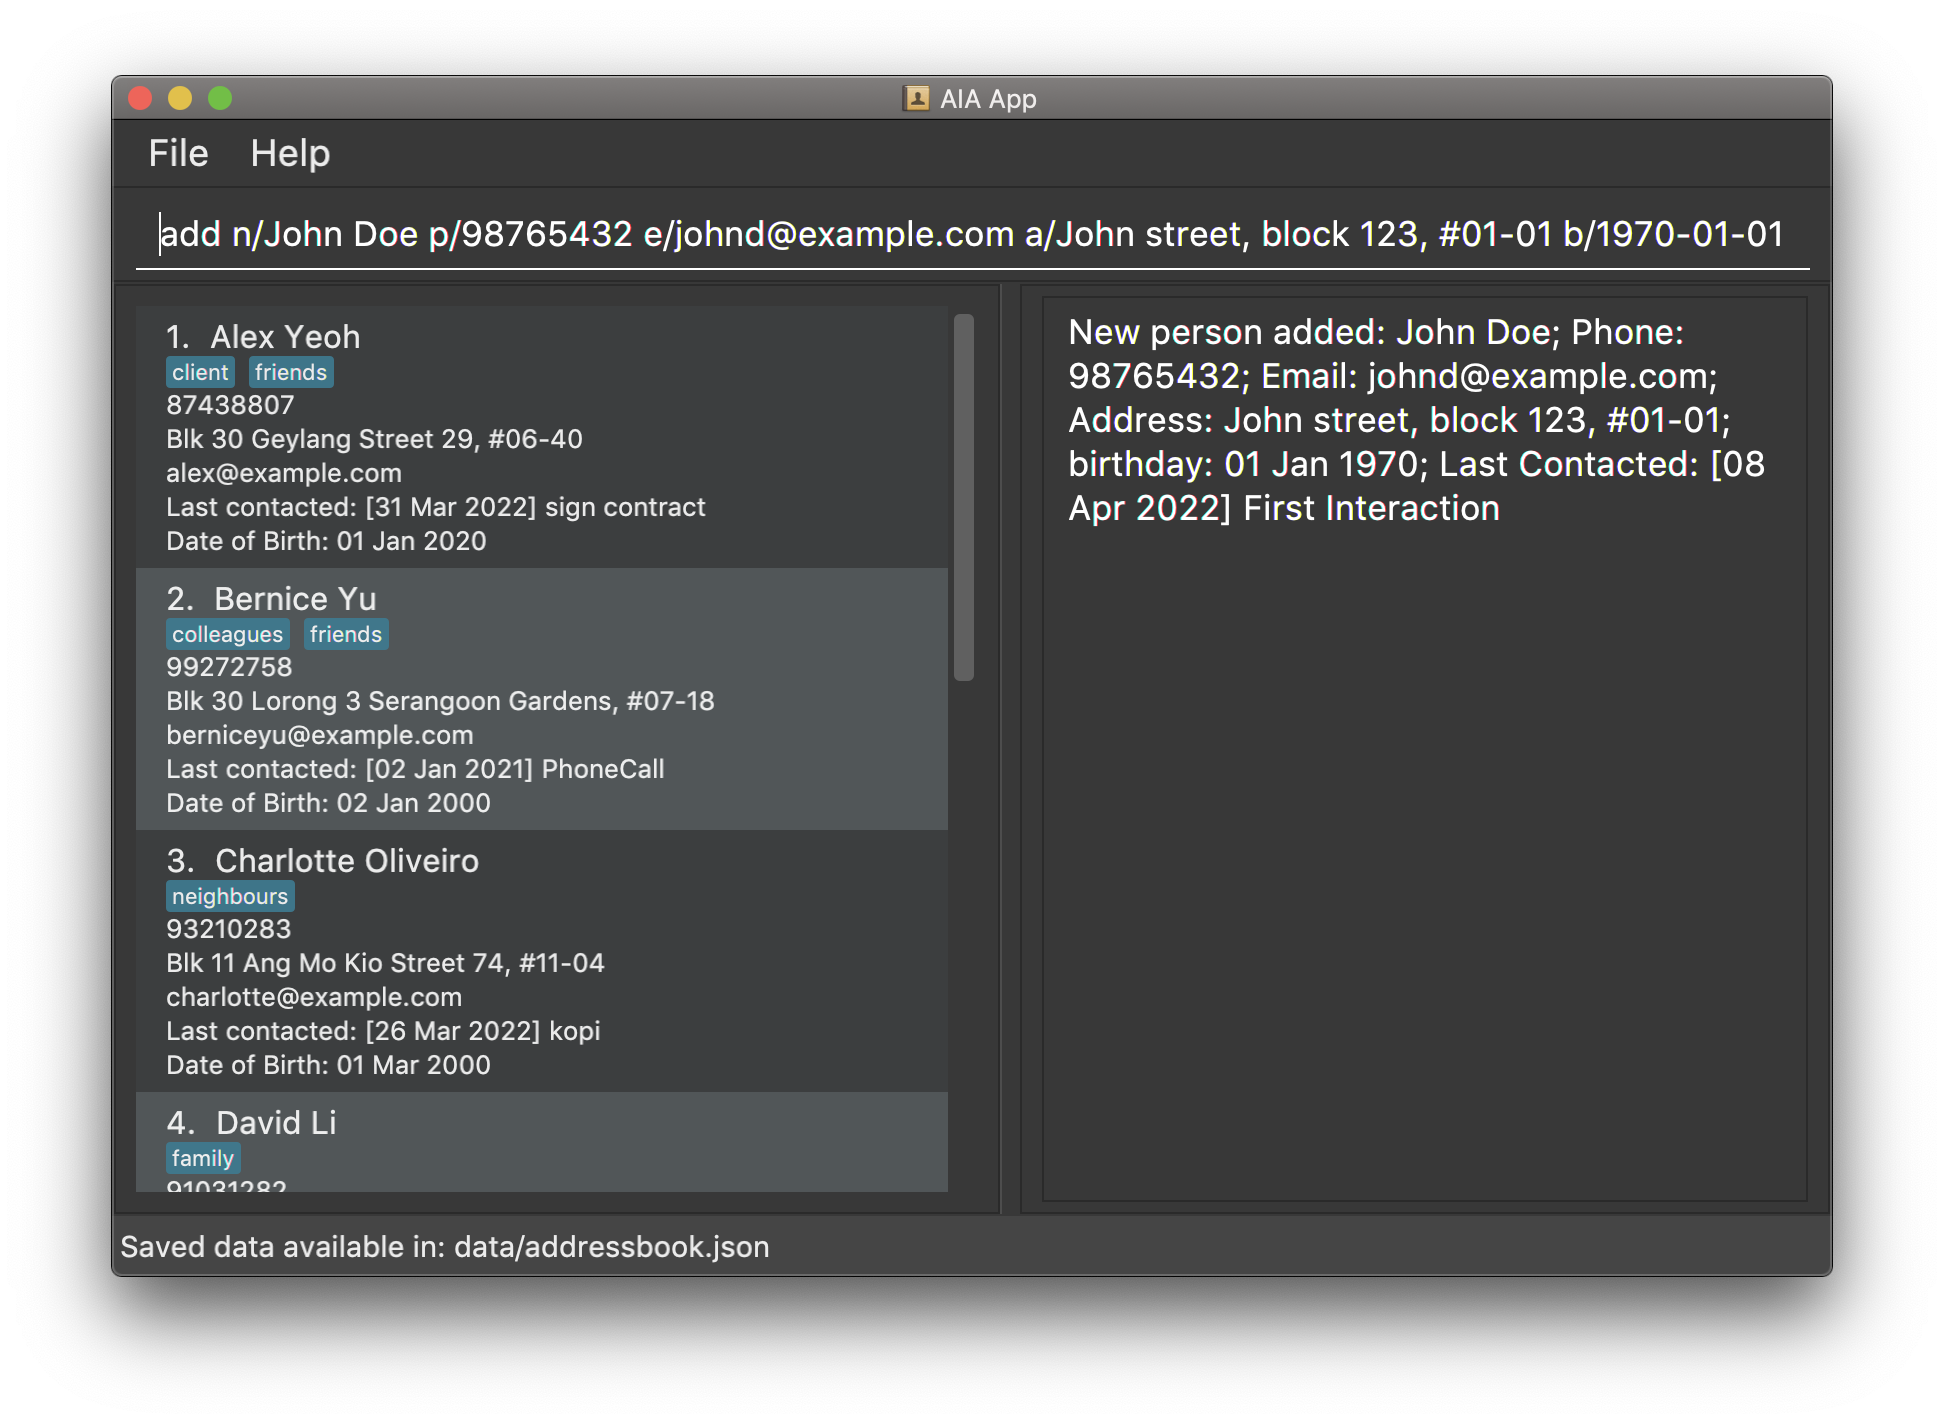 AIA App
File Help
add n/John Doe p/98765432 e/johnd@example.com a/John street, block 123, #01-01 b/1970-01-01
1. Alex Yeoh
client friends
87438807
Blk 30 Geylang Street 29, #06-40
alex@example.com
Last contacted: [31 Mar 2022] sign contract
Date of Birth: 01 Jan 2020
2. Bernice Yu
colleagues friends
99272758
Blk 30 Lorong 3 Serangoon Gardens, #07-18
berniceyu@example.com
Last contacted: [02 Jan 2021] PhoneCall
Date of Birth: 02 Jan 2000
3. Charlotte Oliveiro
neighbours
93210283
Blk 11 Ang Mo Kio Street 74, #11-04
charlotte@example.com
Last contacted: [26 Mar 2022] kopi
Date of Birth: 01 Mar 2000
4. David Li
family
91031282
New person added: John Doe; Phone:
98765432; Email: johnd@example.com;
Address: John street, block 123, #01-01;
birthday: 01 Jan 1970; Last Contacted: [08
Apr 2022] First Interaction
Saved data available in: data/addressbook.json